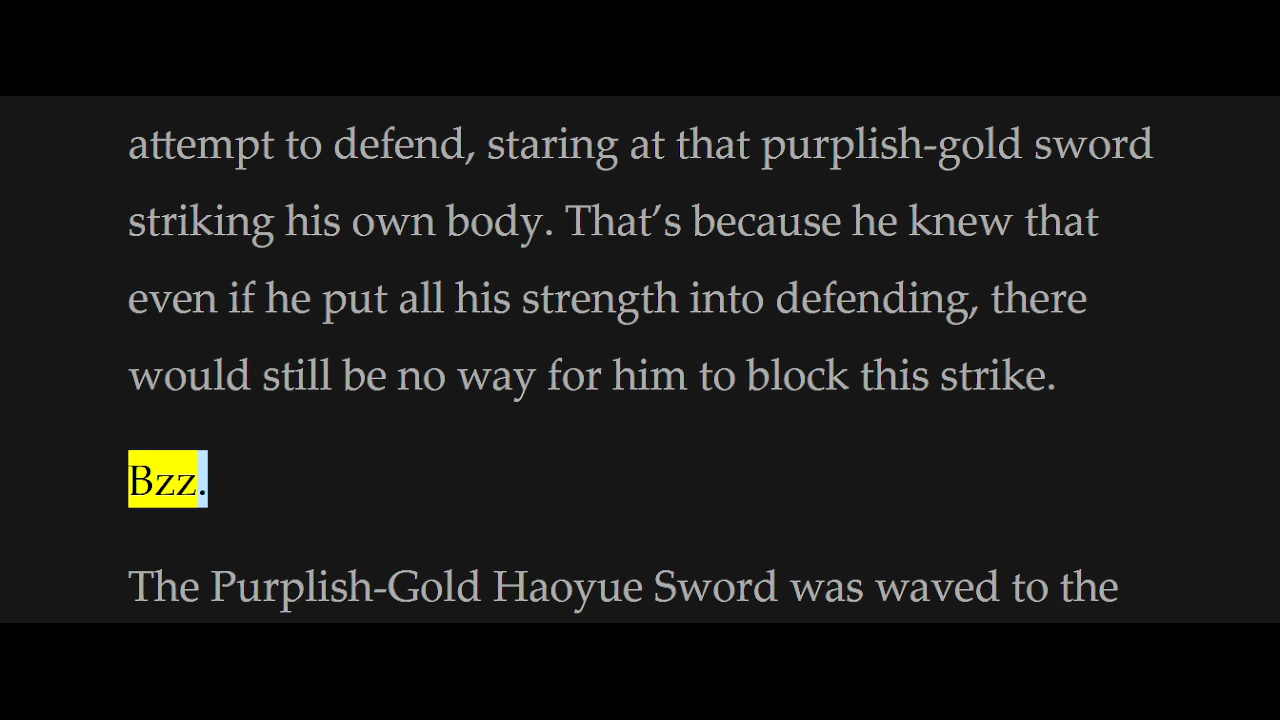 attempt to defend, staring at that purplish-gold sword
striking his own body. That’s because he knew that
even if he put all his strength into defending, there
would still be no way for him to block this strike.
Bzz.
The Purplish-Gold Haoyue Sword was waved to the